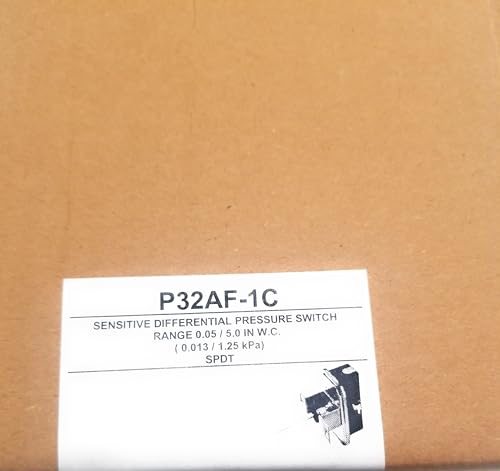 P32AF-1C
SENSITIVE DIFFERENTIAL PRESSURE SWITCH
RANGE 0.05 / 5.0 IN W.C.
( 0.013 / 1.25 kPa)
SPDT